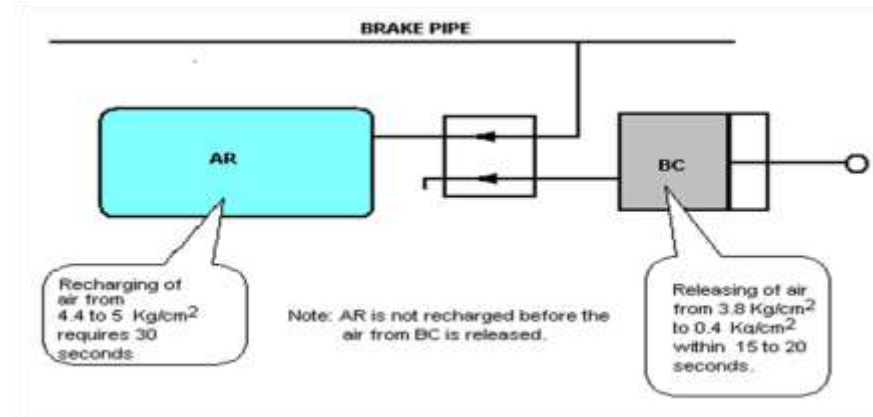 BRAKE PIPE
AR
BC
Recharging of
air from
4.4 to 5 Kg/cm2
requires 30
seconds
Note: AR is not recharged before the
air from BC is released.
Releasing of air
from 3.8 Kg/cm2
to 0.4 Kg/cm2
within 15 to 20
seconds.